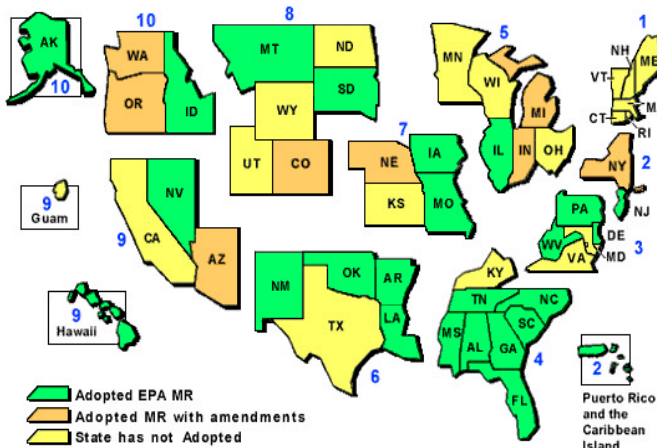 10
8
1
AK
WA
MT
ND
5
NH
ME
MN
VT
10
OR
ID
SD
WI
M
WY
MI
CT
RI
7
IA
IL
IN
OH
NY
2
UT
CO
NE
9
Guam
NV
KS
MO
PA
NJ
9
CA
WV
DE
MD
3
VA
AZ
OK
AR
KY
NM
TN
NC
9
Hawaii
LA
SC
TX
MS
AL
GA
4
6
2
FL
Adopted EPA MR
Adopted MR with amendments
State has not Adopted
Puerto Rico
and the
Caribbean
Island